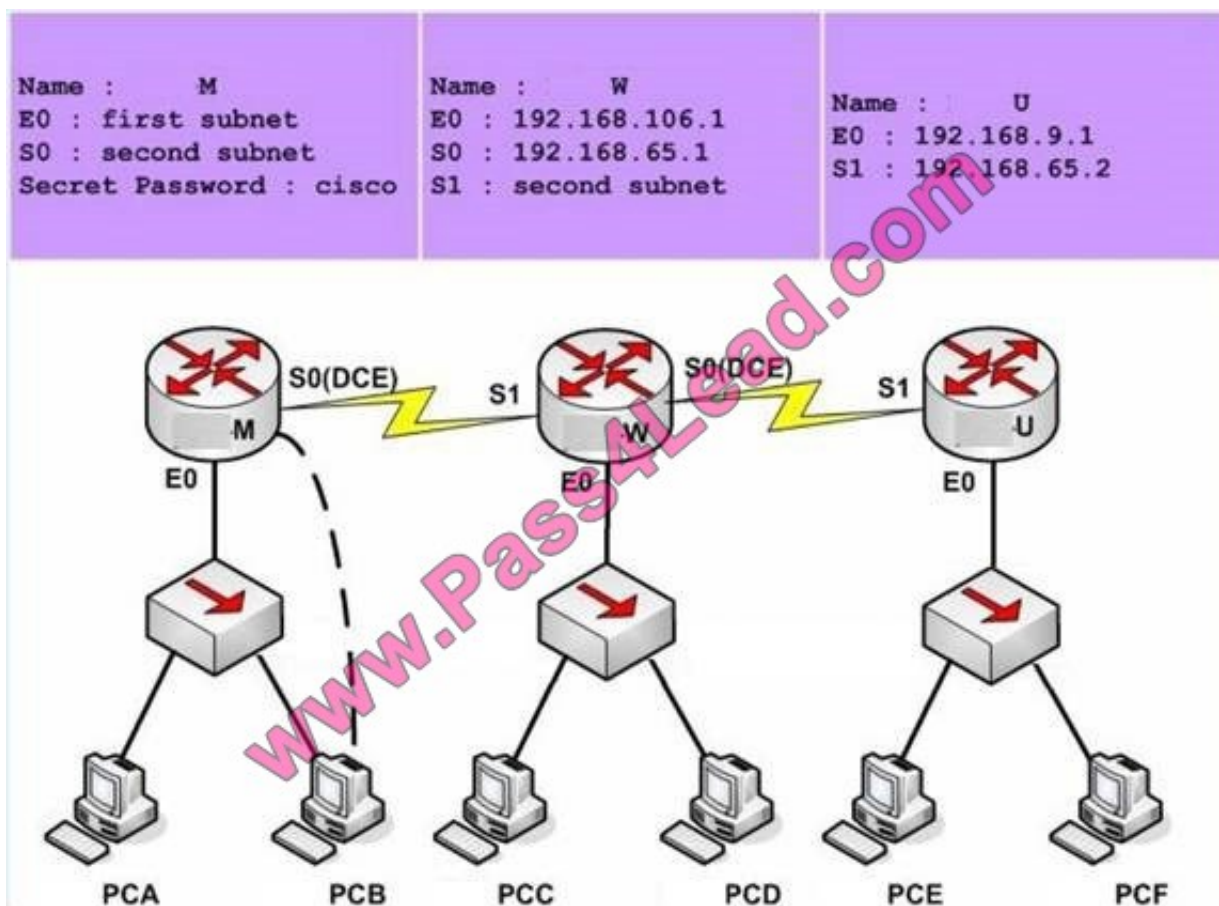 Name : M
E0 : first subnet
S0 : second subnet
Secret Password : cisco
Name : W
E0 : 192.168.106.1
S0 : 192.168.65.1
S1 : second subnet
Name : U
E0 : 192.168.9.1
S1 : 192.168.65.2
S0(DCE)
S1
S0(DCE)
S1
M
W
U
E0
E0
E0
www.Pass4Lead.com
PCA
PCB
PCC
PCD
PCE
PCF